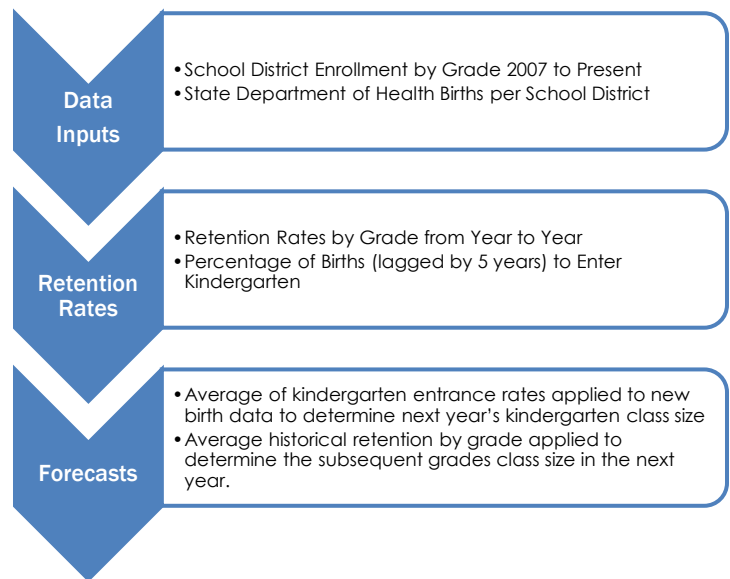 Data
Inputs
•School District Enrollment by Grade 2007 to Present
•State Department of Health Births per School District
Retention
Rates
•Retention Rates by Grade from Year to Year
•Percentage of Births (lagged by 5 years) to Enter
Kindergarten
Forecasts
•Average of kindergarten entrance rates applied to new
birth data to determine next year’s kindergarten class size
•Average historical retention by grade applied to
determine the subsequent grades class size in the next
year.